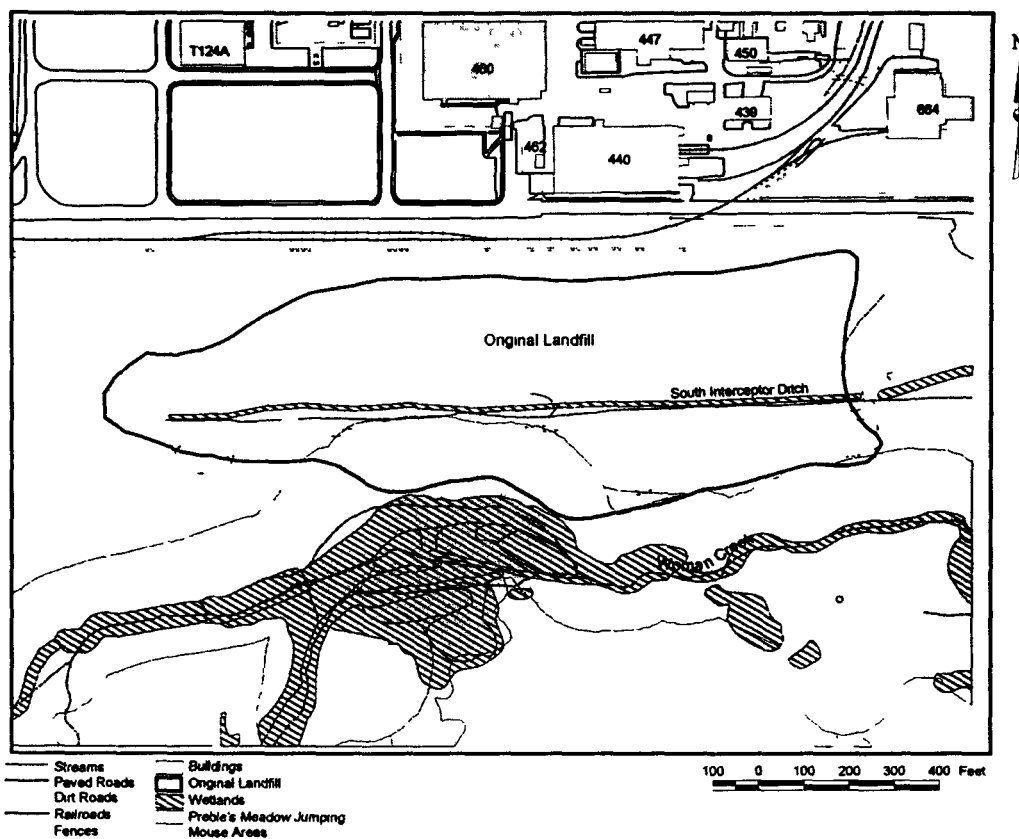 T124A
460
447
450
439
664
462
440
N
Original Landfill
South Interceptor Ditch
Woman Creek
Streams
Paved Roads
Dirt Roads
Railroads
Fences
Buildings
Original Landfill
Wetlands
Preble's Meadow Jumping
Mouse Areas
100 0 100 200 300 400 Feet